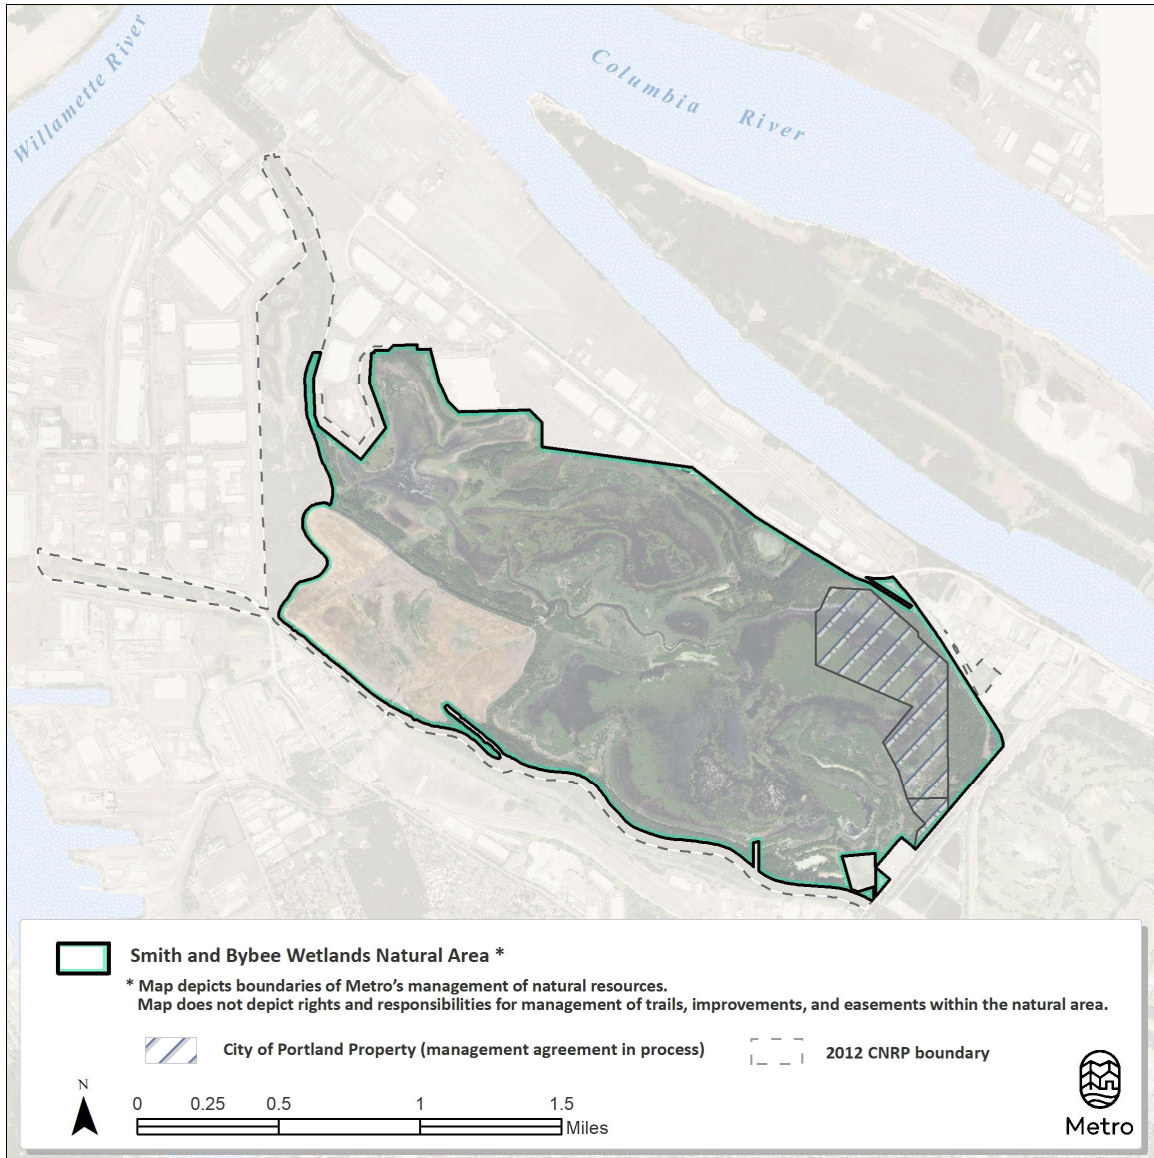 Willamette River
Columbia River
Smith and Bybee Wetlands Natural Area *
* Map depicts boundaries of Metro's management of natural resources.
Map does not depict rights and responsibilities for management of trails, improvements, and easements within the natural area.
City of Portland Property (management agreement in process)
2012 CNRP boundary
N
0 0.25 0.5 1 1.5
Miles
Metro